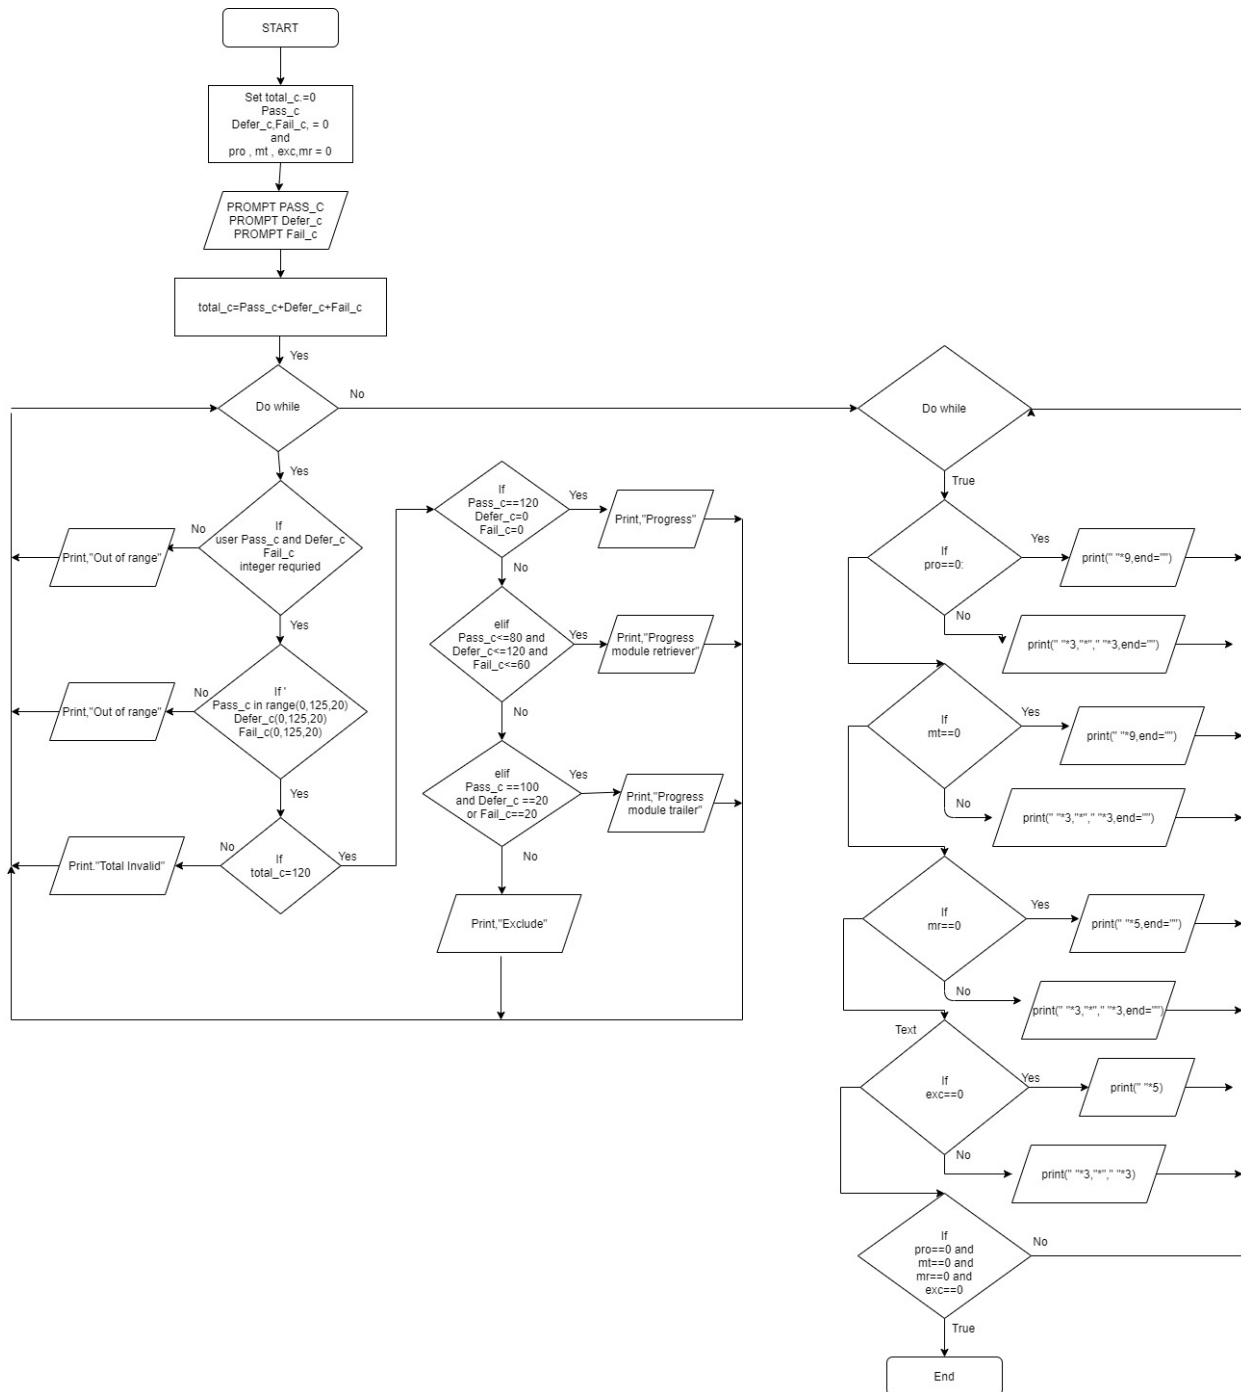 START
Set total_c.=0
Pass_c
Defer_c,Fail_c, = 0
and
pro , mt , exc,mr = 0
PROMPT PASS_C
PROMPT Defer_c
PROMPT Fail_c
total_c=Pass_c+Defer_c+Fail_c
Yes
Do while
No
Yes
If
user Pass_c and Defer_c
Fail_c
integer requried
No
Print,"Out of range"
Yes
If '
Pass_c in range(0,125,20)
Defer_c(0,125,20)
Fail_c(0,125,20)
No
Print,"Out of range"
Yes
If
total_c=120
No
Print."Total Invalid"
Yes
If
Pass_c==120
Defer_c=0
Fail_c=0
Yes
Print,"Progress"
No
elif
Pass_c<=80 and
Defer_c<=120 and
Fail_c<=60
Yes
Print,"Progress
module retriever"
No
elif
Pass_c ==100
and Defer_c ==20
or Fail_c==20
Yes
Print,"Progress
module trailer"
No
Print,"Exclude"
Do while
True
If
pro==0:
Yes
print(" "*9,end="")
No
print(" "*3,"*"," "*3,end="")
If
mt==0
Yes
print(" "*9,end="")
No
print(" "*3,"*"," "*3,end="")
If
mr==0
Yes
print(" "*5,end="")
No
print(" "*3,"*"," "*3,end="")
Text
If
exc==0
Yes
print(" "*5)
No
print(" "*3,"*"," "*3)
If
pro==0 and
mt==0 and
mr==0 and
exc==0
No
True
End